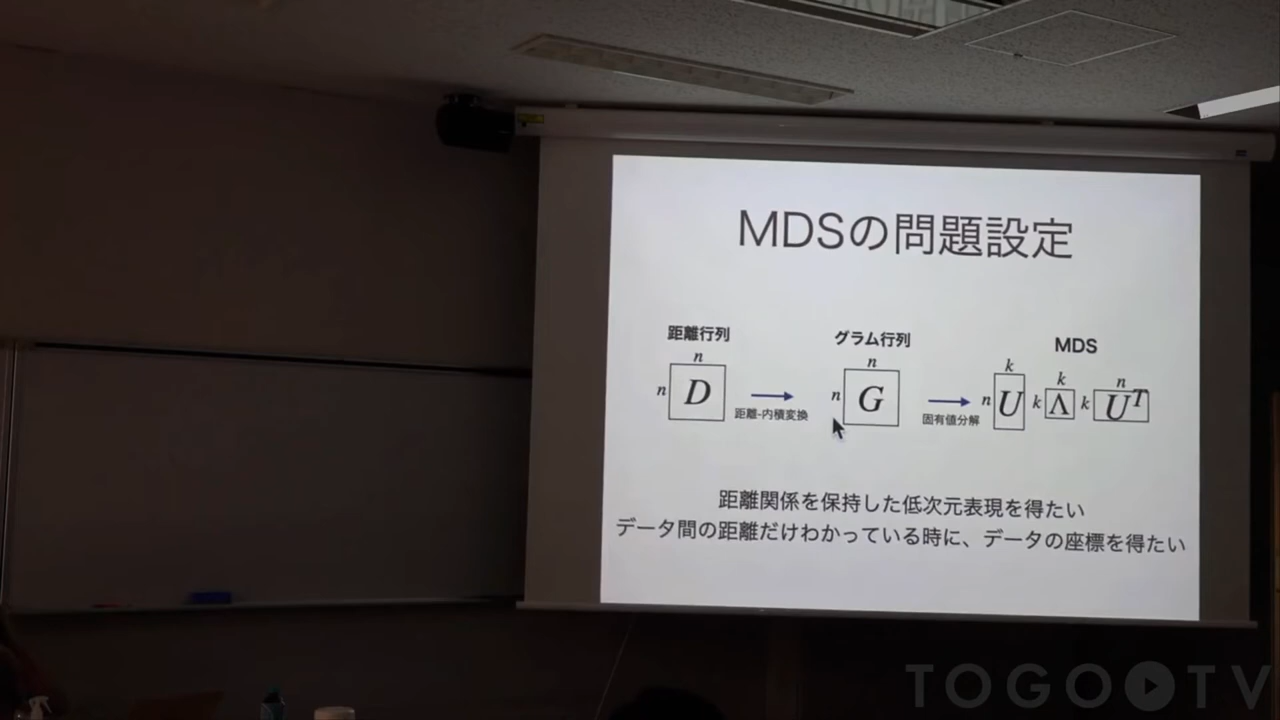 MDSの問題設定
距離行列
n
n D
距離-内積変換
グラム行列
n
n G
固有値分解
MDS
k k n
n U k Λ k U^T
距離関係を保持した低次元表現を得たい
データ間の距離だけわかっている時に、データの座標を得たい
TOGO TV